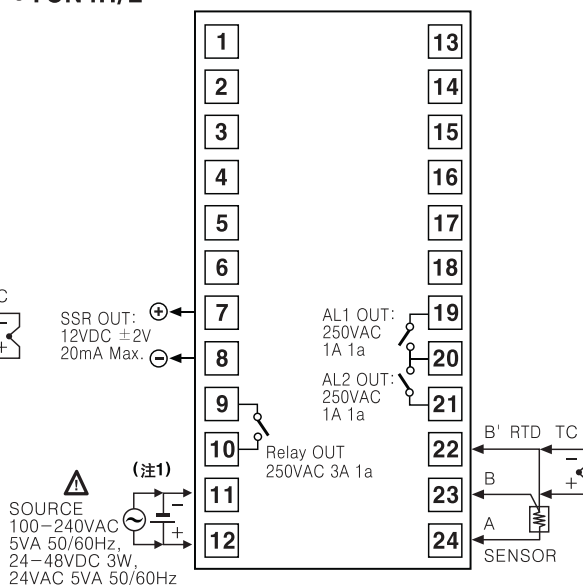 1
2
3
4
5
6
7
8
9
10
11
12
13
14
15
16
17
18
19
20
21
22
23
24
C
−
+
SSR OUT:
12VDC ±2V
20mA Max.
+
−
Relay OUT
250VAC 3A 1a
(注1)
SOURCE
100−240VAC
5VA 50/60Hz,
24−48VDC 3W,
24VAC 5VA 50/60Hz
−
+
AL1 OUT:
250VAC
1A 1a
AL2 OUT:
250VAC
1A 1a
B' RTD TC
−
B
+
A
SENSOR